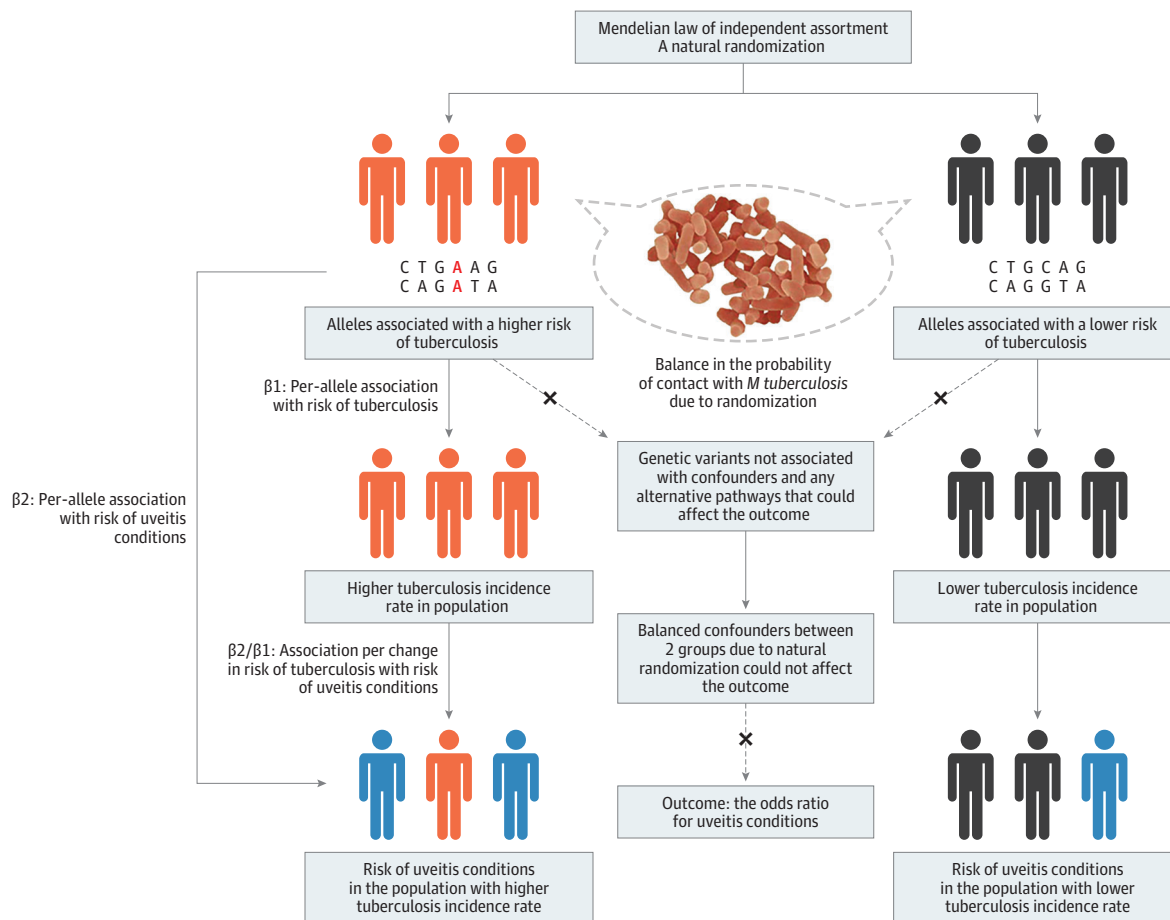 Mendelian law of independent assortment
A natural randomization
C T G A A G
C A G A T A
C T G C A G
C A G G T A
Alleles associated with a higher risk
of tuberculosis
Balance in the probability
of contact with M tuberculosis
due to randomization
Alleles associated with a lower risk
of tuberculosis
β1: Per-allele association
with risk of tuberculosis
β2: Per-allele association
with risk of uveitis
conditions
Genetic variants not associated
with confounders and any
alternative pathways that could
affect the outcome
Higher tuberculosis incidence
rate in population
Lower tuberculosis incidence
rate in population
β2/β1: Association per change
in risk of tuberculosis with risk
of uveitis conditions
Balanced confounders between
2 groups due to natural
randomization could not affect
the outcome
Outcome: the odds ratio
for uveitis conditions
Risk of uveitis conditions
in the population with higher
tuberculosis incidence rate
Risk of uveitis conditions
in the population with lower
tuberculosis incidence rate